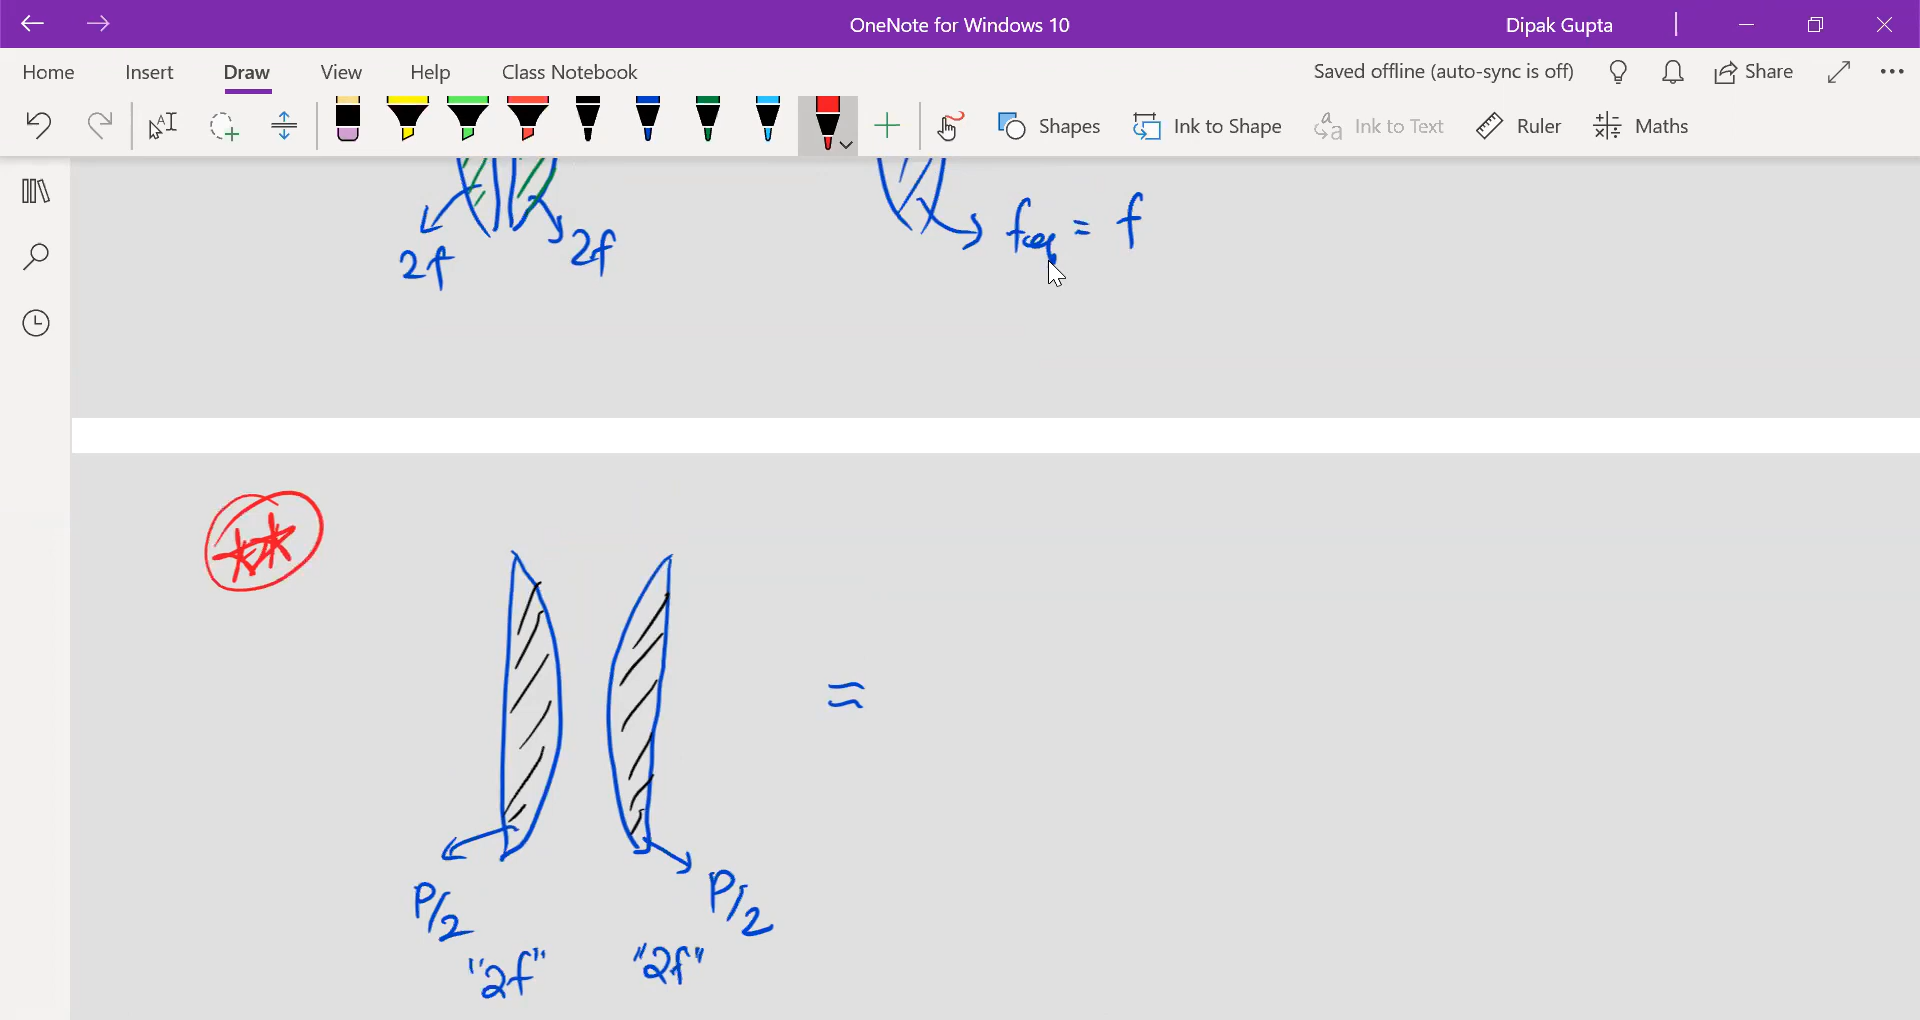 OneNote for Windows 10
Dipak Gupta
Home Insert Draw View Help Class Notebook
Saved offline (auto-sync is off) Share
Shapes Ink to Shape Ink to Text Ruler Maths
2f 2f feq = f
≈
P/2 P/2
"2f" "2f"